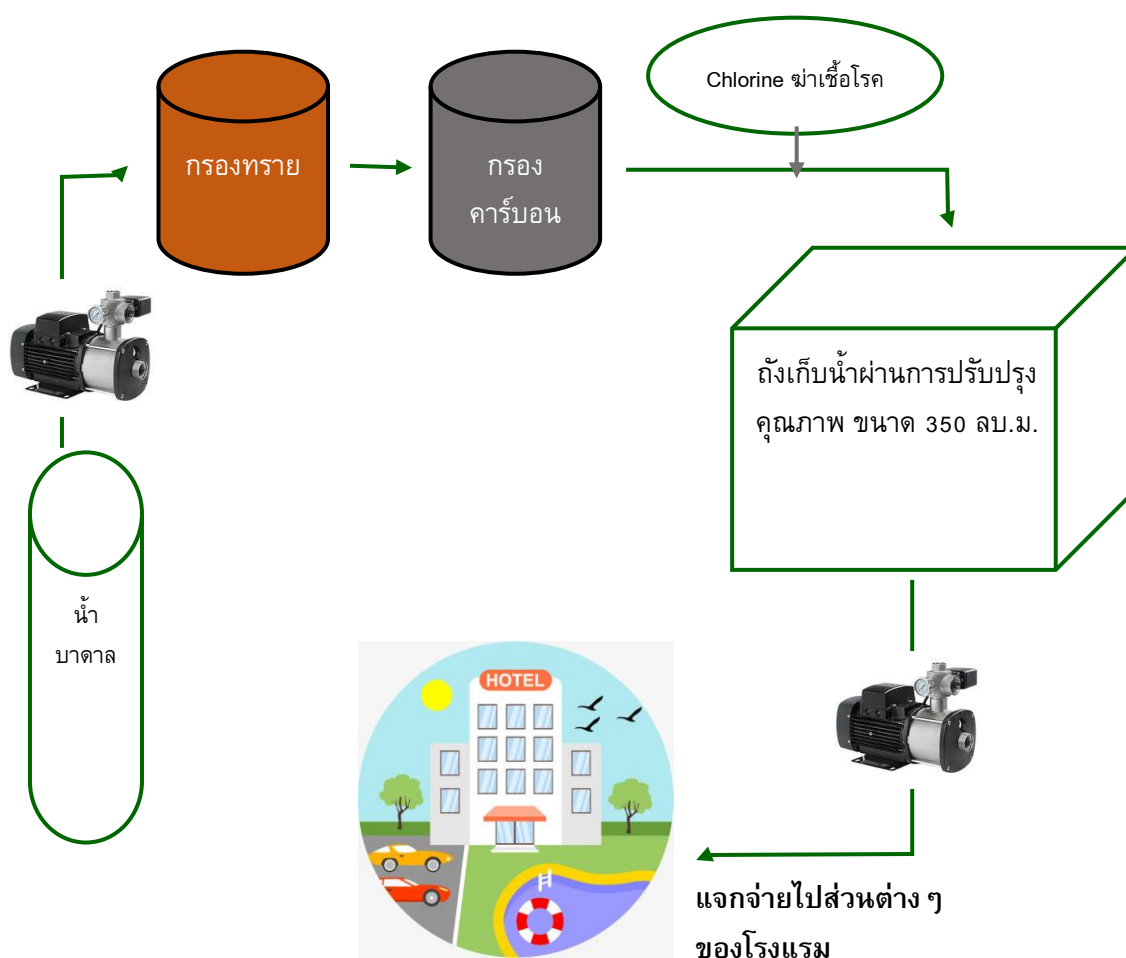 Chlorine ฆ่าเชื้อโรค
กรองทราย
กรอง
คาร์บอน
ถังเก็บน้ำผ่านการปรับปรุง
คุณภาพ ขนาด 350 ลบ.ม.
น้ำ
บาดาล
HOTEL
แจกจ่ายไปส่วนต่าง ๆ
ของโรงแรม